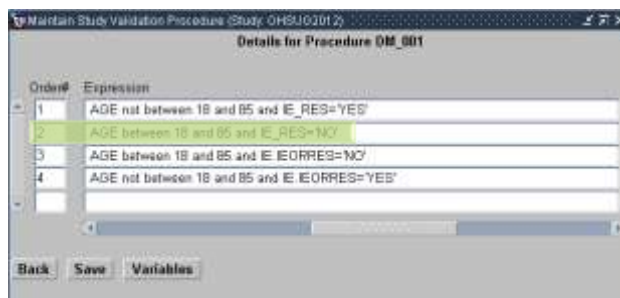 Maintain Study Validation Procedure (Study: OHSUG2012)
Details for Procedure DM_001
Order# Expression
1 AGE not between 18 and 85 and IE_RES='YES'
2 AGE between 18 and 85 and IE_RES='NO'
3 AGE between 18 and 85 and IE.IEORRES='NO'
4 AGE not between 18 and 85 and IE.IEORRES='YES'
Back Save Variables